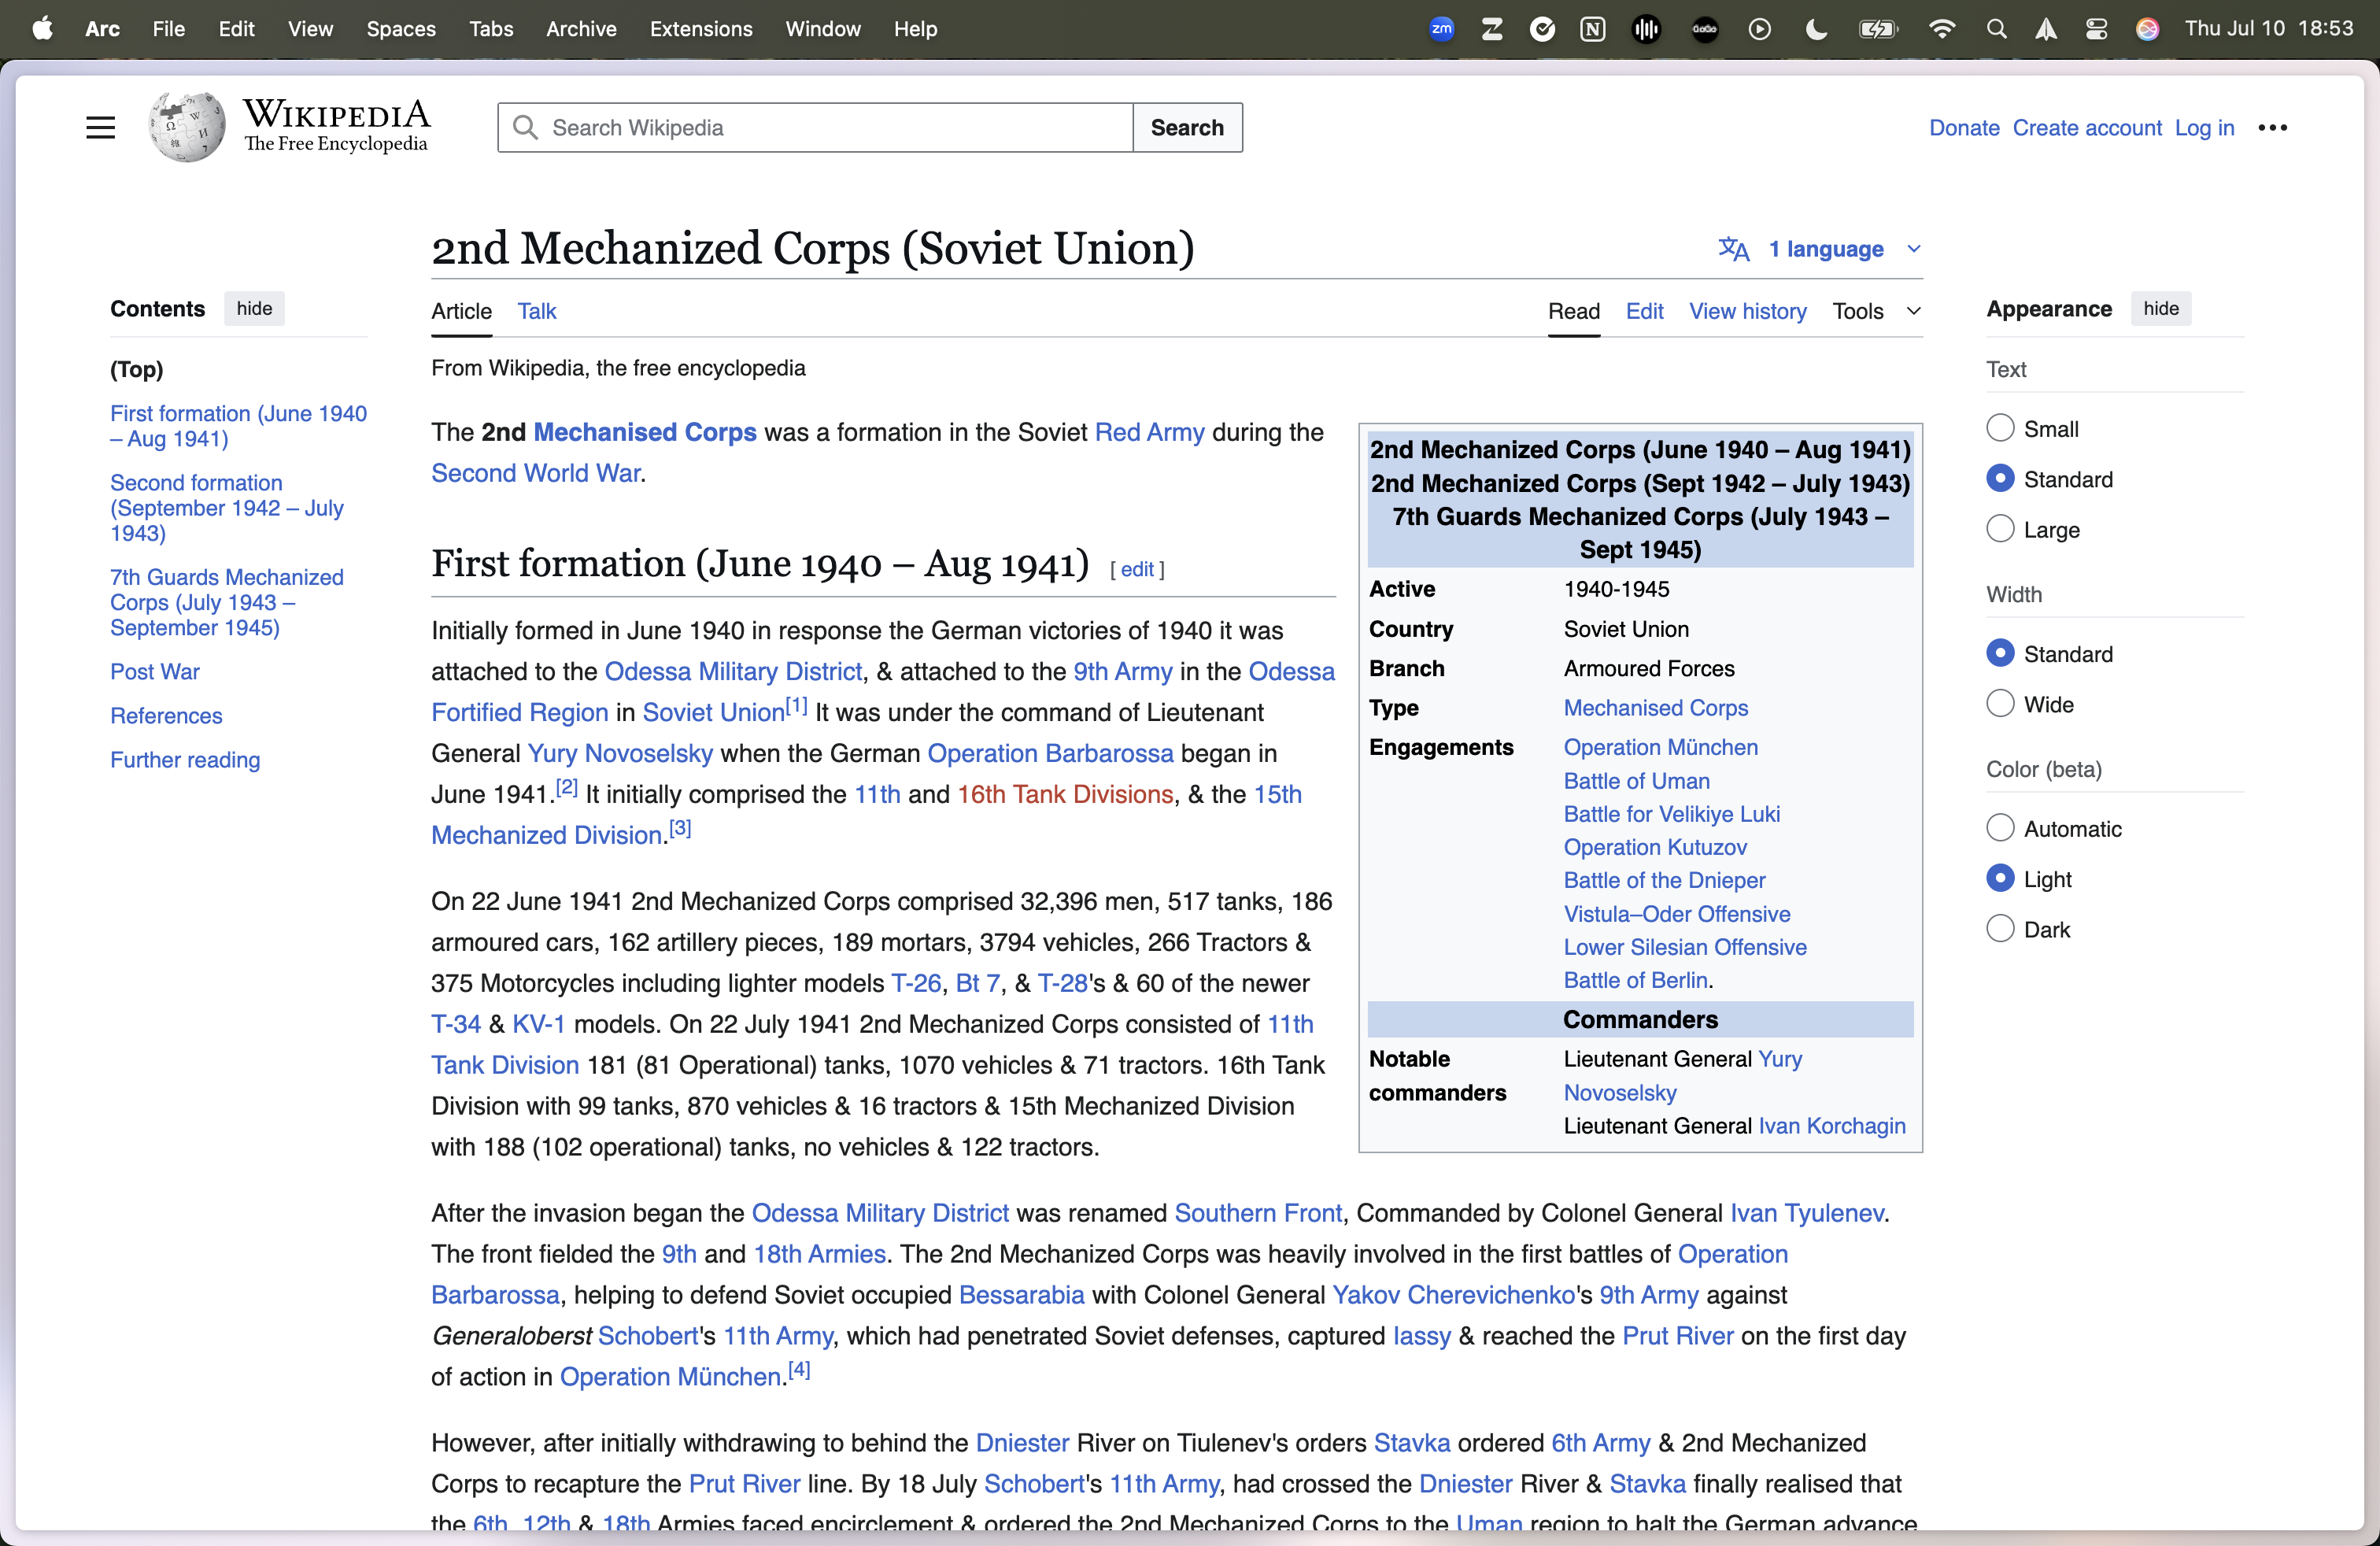 Arc File Edit View Spaces Tabs Archive Extensions Window Help
zm
Thu Jul 10 18:53
WIKIPEDIA
The Free Encyclopedia
Search Wikipedia
Search
Donate Create account Log in
2nd Mechanized Corps (Soviet Union)
1 language
Contents hide
(Top)
First formation (June 1940
– Aug 1941)
Second formation
(September 1942 – July
1943)
7th Guards Mechanized
Corps (July 1943 –
September 1945)
Post War
References
Further reading
Article Talk
Read Edit View history Tools
From Wikipedia, the free encyclopedia
The 2nd Mechanised Corps was a formation in the Soviet Red Army during the
Second World War.
First formation (June 1940 – Aug 1941) [ edit ]
Initially formed in June 1940 in response the German victories of 1940 it was
attached to the Odessa Military District, & attached to the 9th Army in the Odessa
Fortified Region in Soviet Union[1] It was under the command of Lieutenant
General Yury Novoselsky when the German Operation Barbarossa began in
June 1941.[2] It initially comprised the 11th and 16th Tank Divisions, & the 15th
Mechanized Division.[3]
On 22 June 1941 2nd Mechanized Corps comprised 32,396 men, 517 tanks, 186
armoured cars, 162 artillery pieces, 189 mortars, 3794 vehicles, 266 Tractors &
375 Motorcycles including lighter models T-26, Bt 7, & T-28's & 60 of the newer
T-34 & KV-1 models. On 22 July 1941 2nd Mechanized Corps consisted of 11th
Tank Division 181 (81 Operational) tanks, 1070 vehicles & 71 tractors. 16th Tank
Division with 99 tanks, 870 vehicles & 16 tractors & 15th Mechanized Division
with 188 (102 operational) tanks, no vehicles & 122 tractors.
2nd Mechanized Corps (June 1940 – Aug 1941)
2nd Mechanized Corps (Sept 1942 – July 1943)
7th Guards Mechanized Corps (July 1943 –
Sept 1945)
Active 1940-1945
Country Soviet Union
Branch Armoured Forces
Type Mechanised Corps
Engagements Operation München
Battle of Uman
Battle for Velikiye Luki
Operation Kutuzov
Battle of the Dnieper
Vistula–Oder Offensive
Lower Silesian Offensive
Battle of Berlin.
Commanders
Notable Lieutenant General Yury
commanders Novoselsky
Lieutenant General Ivan Korchagin
After the invasion began the Odessa Military District was renamed Southern Front, Commanded by Colonel General Ivan Tyulenev.
The front fielded the 9th and 18th Armies. The 2nd Mechanized Corps was heavily involved in the first battles of Operation
Barbarossa, helping to defend Soviet occupied Bessarabia with Colonel General Yakov Cherevichenko's 9th Army against
Generaloberst Schobert's 11th Army, which had penetrated Soviet defenses, captured Iassy & reached the Prut River on the first day
of action in Operation München.[4]
However, after initially withdrawing to behind the Dniester River on Tiulenev's orders Stavka ordered 6th Army & 2nd Mechanized
Corps to recapture the Prut River line. By 18 July Schobert's 11th Army, had crossed the Dniester River & Stavka finally realised that
the 6th, 12th & 18th Armies faced encirclement & ordered the 2nd Mechanized Corps to the Uman region to halt the German advance
Appearance hide
Text
Small
Standard
Large
Width
Standard
Wide
Color (beta)
Automatic
Light
Dark